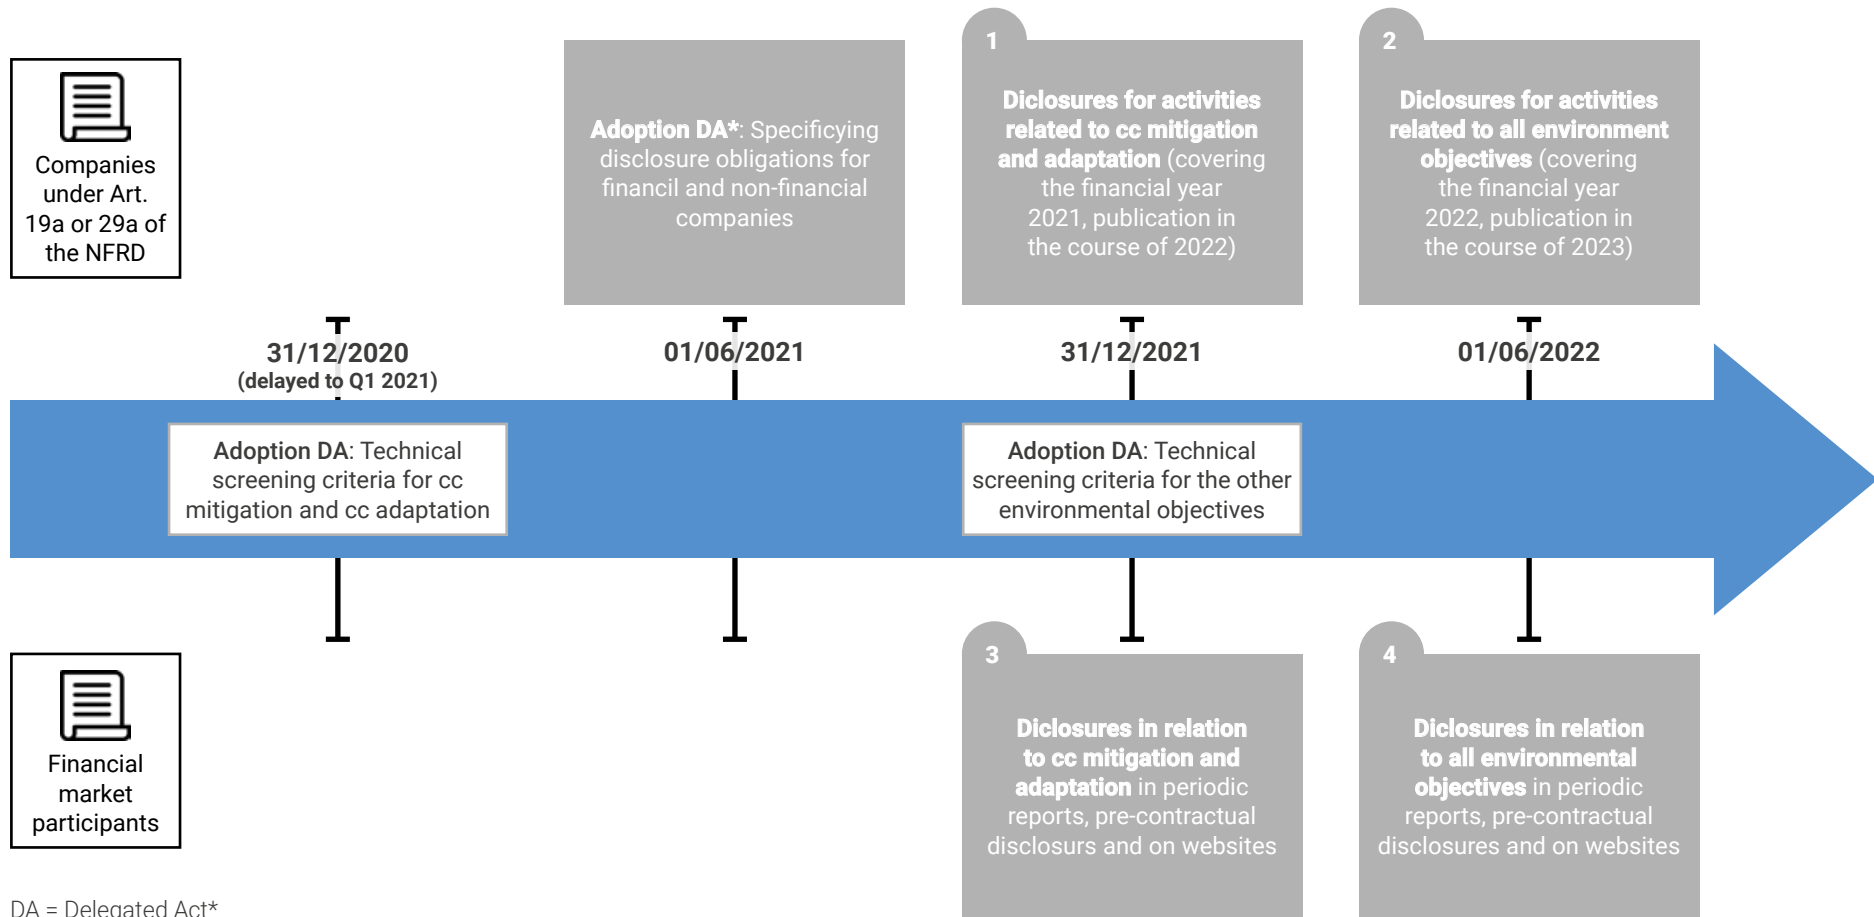 1
2
Companies
under Art.
19a or 29a of
the NFRD
Adoption DA*: Specificying
disclosure obligations for
financil and non-financial
companies
Diclosures for activities
related to cc mitigation
and adaptation (covering
the financial year
2021, publication in
the course of 2022)
Diclosures for activities
related to all environment
objectives (covering
the financial year
2022, publication in
the course of 2023)
31/12/2020
(delayed to Q1 2021)
01/06/2021
31/12/2021
01/06/2022
Adoption DA: Technical
screening criteria for cc
mitigation and cc adaptation
Adoption DA: Technical
screening criteria for the other
environmental objectives
3
4
Financial
market
participants
Diclosures in relation
to cc mitigation and
adaptation in periodic
reports, pre-contractual
disclosurs and on websites
Diclosures in relation
to all environmental
objectives in periodic
reports, pre-contractual
disclosures and on websites
DA = Delegated Act*